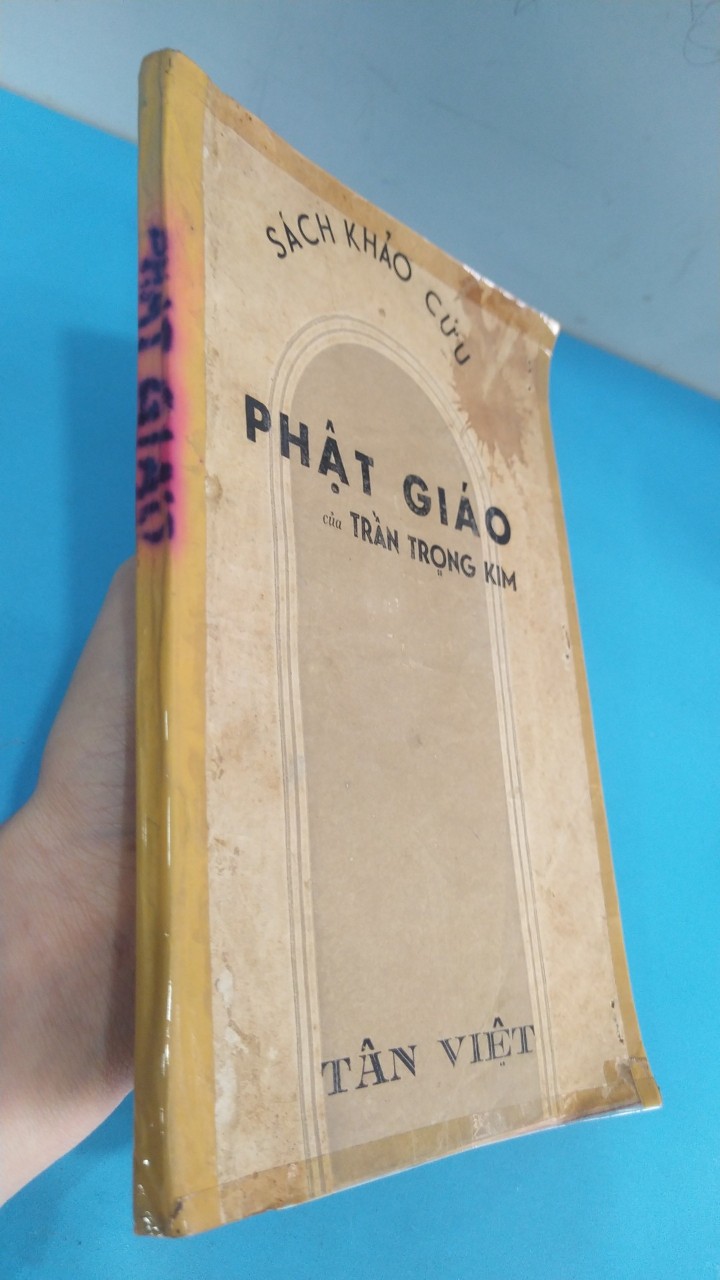 SÁCH KHẢO CỨU
PHẬT GIÁO
của TRẦN TRỌNG KIM
TÂN VIỆT
PHẬT GIÁO